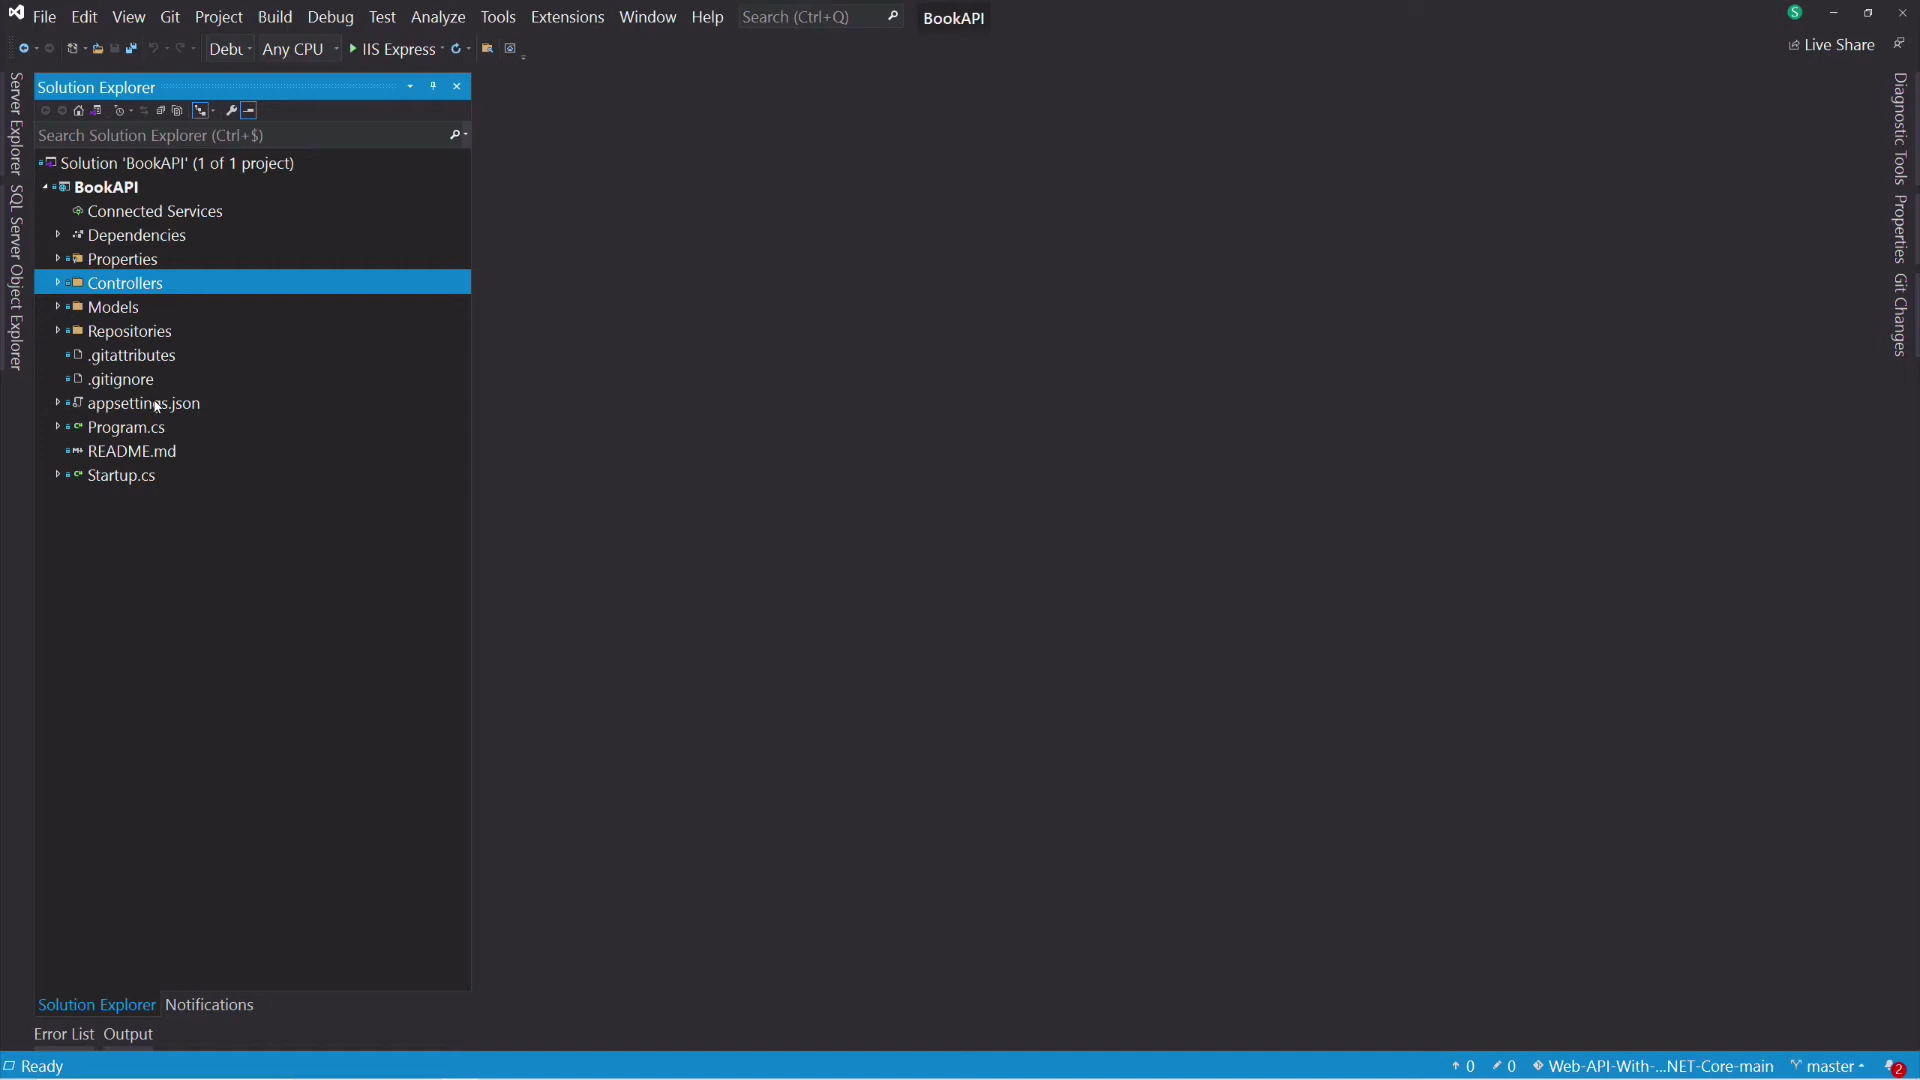 File Edit View Git Project Build Debug Test Analyze Tools Extensions Window Help Search (Ctrl+Q) BookAPI S
Debu Any CPU IIS Express Live Share
Solution Explorer
Search Solution Explorer (Ctrl+$)
Solution 'BookAPI' (1 of 1 project)
BookAPI
Connected Services
Dependencies
Properties
Controllers
Models
Repositories
.gitattributes
.gitignore
appsettings.json
Program.cs
README.md
Startup.cs
Server Explorer
SQL Server Object Explorer
Diagnostic Tools
Properties
Git Changes
Solution Explorer Notifications
Error List Output
Ready 0 0 Web-API-With-...NET-Core-main master 2